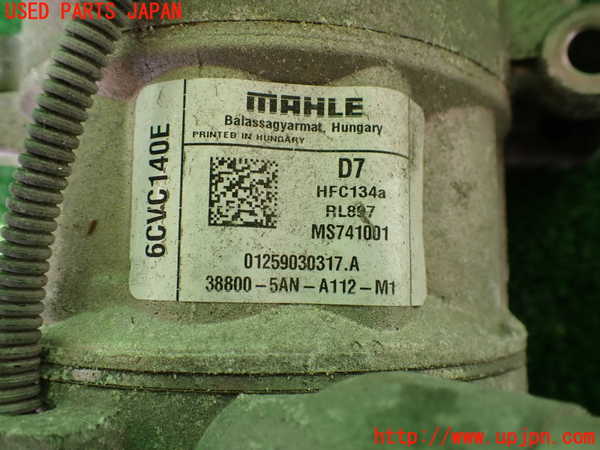 USED PARTS JAPAN
MAHLE
Balassagyarmat, Hungary
PRINTED IN HUNGARY
6CVC140E
D7
HFC134a
RL897
MS741001
01259030317.A
38800-5AN-A112-M1
http://www.upjpn.com